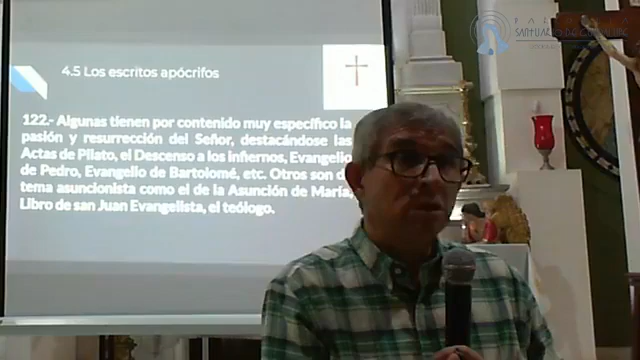 4.5 Los escritos apócrifos
122.- Algunas tienen por contenido muy específico la
pasión y resurrección del Señor, destacándose las
Actas de Pilato, el Descenso a los infiernos, Evangelio
de Pedro, Evangelio de Bartolomé, etc. Otros son
tema asuncionista como el de la Asunción de María,
Libro de san Juan Evangelista, el teólogo.